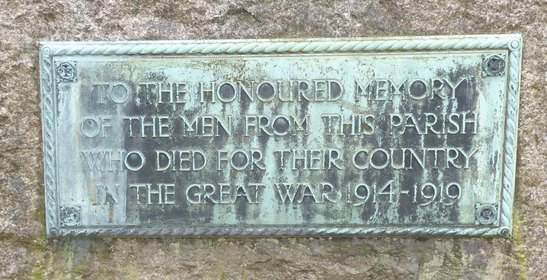 TO THE HONOURED MEMORY
OF THE MEN FROM THIS PARISH
WHO DIED FOR THEIR COUNTRY
IN THE GREAT WAR 1914-1919